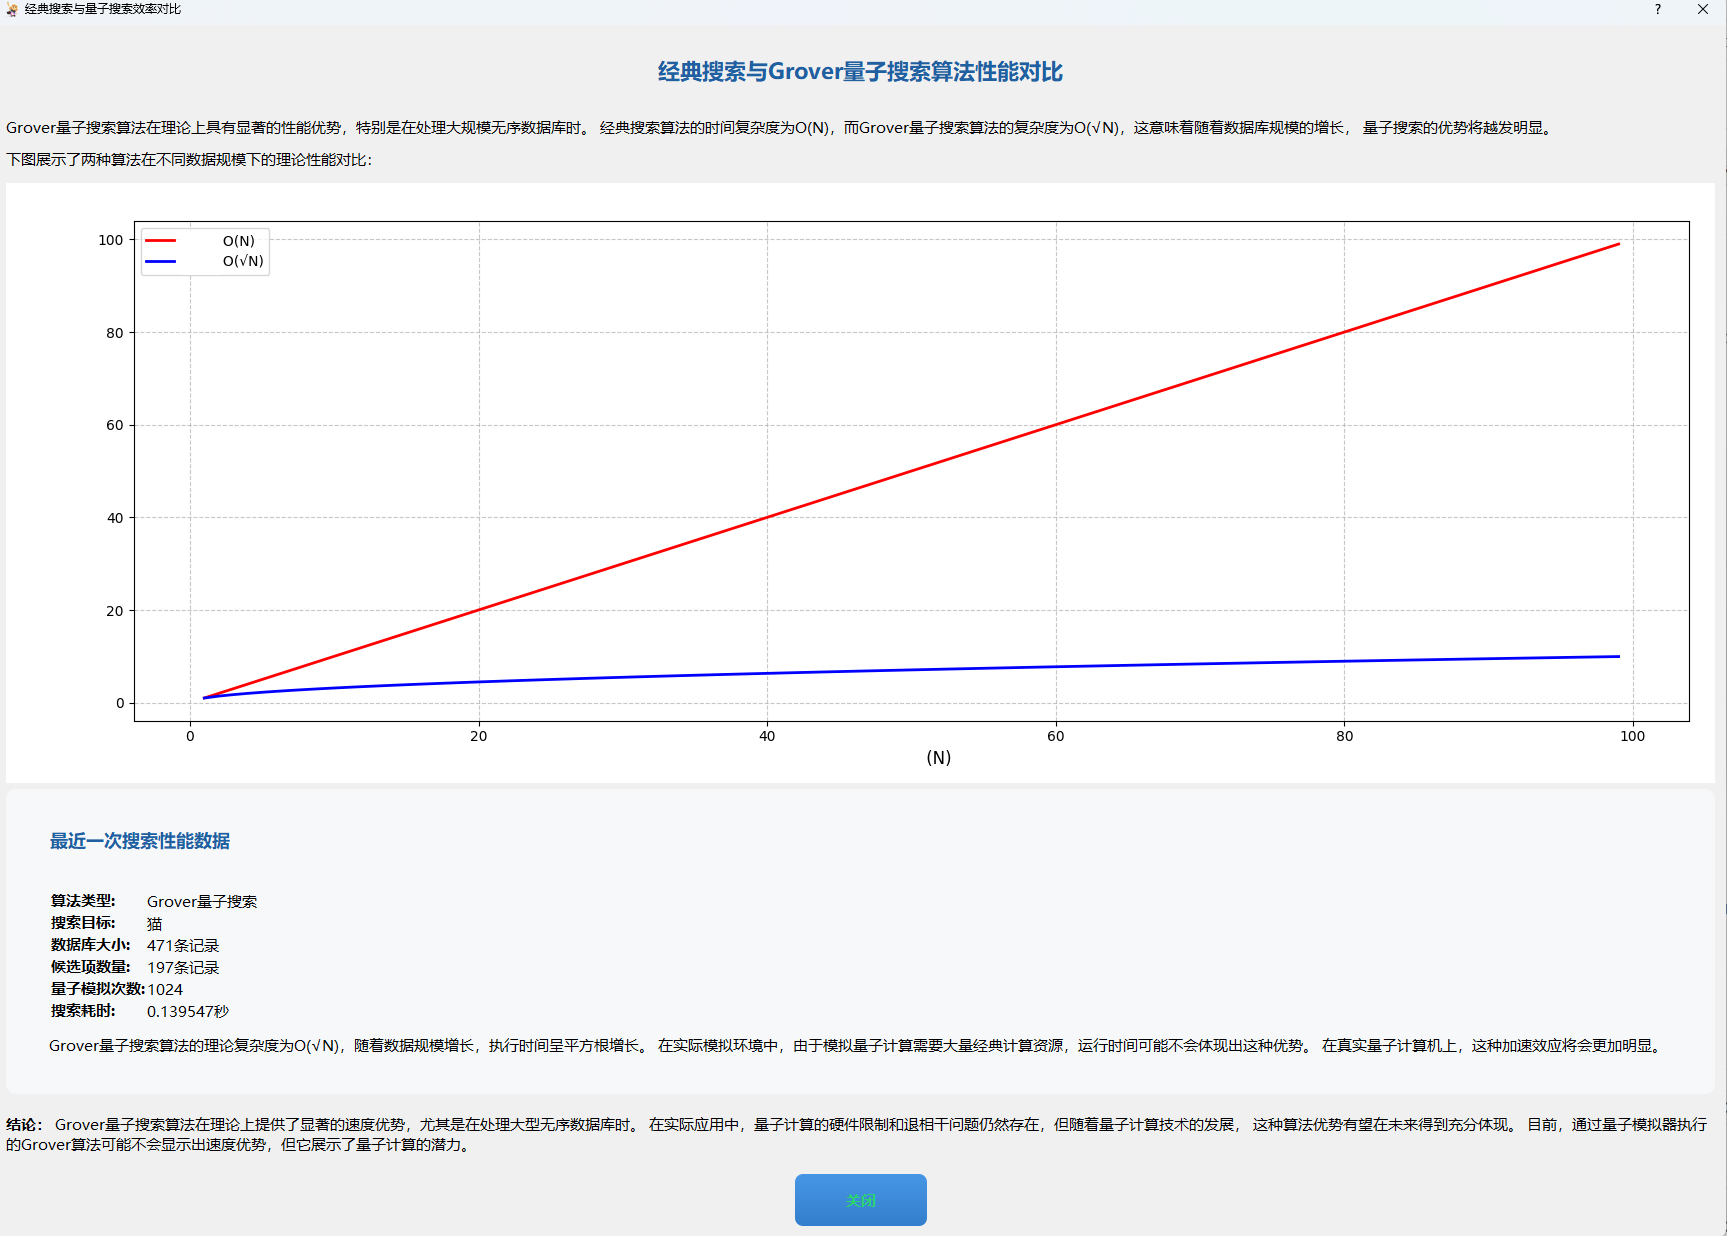 经典搜索与量子搜索效率对比
?
经典搜索与Grover量子搜索算法性能对比
Grover量子搜索算法在理论上具有显著的性能优势，特别是在处理大规模无序数据库时。 经典搜索算法的时间复杂度为O(N)，而Grover量子搜索算法的复杂度为O(√N)，这意味着随着数据库规模的增长， 量子搜索的优势将越发明显。
下图展示了两种算法在不同数据规模下的理论性能对比：
O(N)
O(√N)
100
80
60
40
20
0
0 20 40 60 80 100
(N)
最近一次搜索性能数据
算法类型: Grover量子搜索
搜索目标: 猫
数据库大小: 471条记录
候选项数量: 197条记录
量子模拟次数: 1024
搜索耗时: 0.139547秒
Grover量子搜索算法的理论复杂度为O(√N)，随着数据规模增长，执行时间呈平方根增长。 在实际模拟环境中，由于模拟量子计算需要大量经典计算资源，运行时间可能不会体现出这种优势。 在真实量子计算机上，这种加速效应将会更加明显。
结论： Grover量子搜索算法在理论上提供了显著的速度优势，尤其是在处理大型无序数据库时。 在实际应用中，量子计算的硬件限制和退相干问题仍然存在，但随着量子计算技术的发展， 这种算法优势有望在未来得到充分体现。 目前，通过量子模拟器执行
的Grover算法可能不会显示出速度优势，但它展示了量子计算的潜力。
关闭